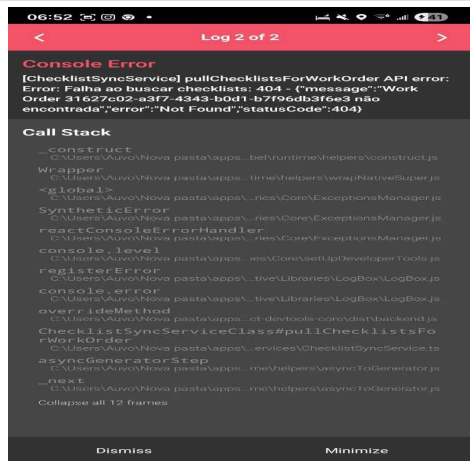 06:52
41
<
Log 2 of 2
>
Console Error
[ChecklistSyncService] pullChecklistsForWorkOrder API error:
Error: Falha ao buscar checklists: 404 - {"message":"Work
Order 31627c02-a3f7-4343-b0d1-b7f96db3f6e3 não
encontrada","error":"Not Found","statusCode":404}
Call Stack
_construct
C:\Users\Auvo\Nova pasta\apps...bel\runtime\helpers\construct.js
Wrapper
C:\Users\Auvo\Nova pasta\apps...time\helpers\wrapNativeSuper.js
<global>
C:\Users\Auvo\Nova pasta\apps...ries\Core\ExceptionsManager.js
SyntheticError
C:\Users\Auvo\Nova pasta\apps...ries\Core\ExceptionsManager.js
reactConsoleErrorHandler
C:\Users\Auvo\Nova pasta\apps...ries\Core\ExceptionsManager.js
console.level
C:\Users\Auvo\Nova pasta\apps...es\Core\setUpDeveloperTools.js
registerError
C:\Users\Auvo\Nova pasta\apps...tive\Libraries\LogBox\LogBox.js
console.error
C:\Users\Auvo\Nova pasta\apps...tive\Libraries\LogBox\LogBox.js
overrideMethod
C:\Users\Auvo\Nova pasta\apps...ct-devtools-core\dist\backend.js
ChecklistSyncServiceClass#pullChecklistsFo
rWorkOrder
C:\Users\Auvo\Nova pasta\apps...ervices\ChecklistSyncService.ts
asyncGeneratorStep
C:\Users\Auvo\Nova pasta\apps...me\helpers\asyncToGenerator.js
_next
C:\Users\Auvo\Nova pasta\apps...me\helpers\asyncToGenerator.js
Collapse all 12 frames
Dismiss
Minimize